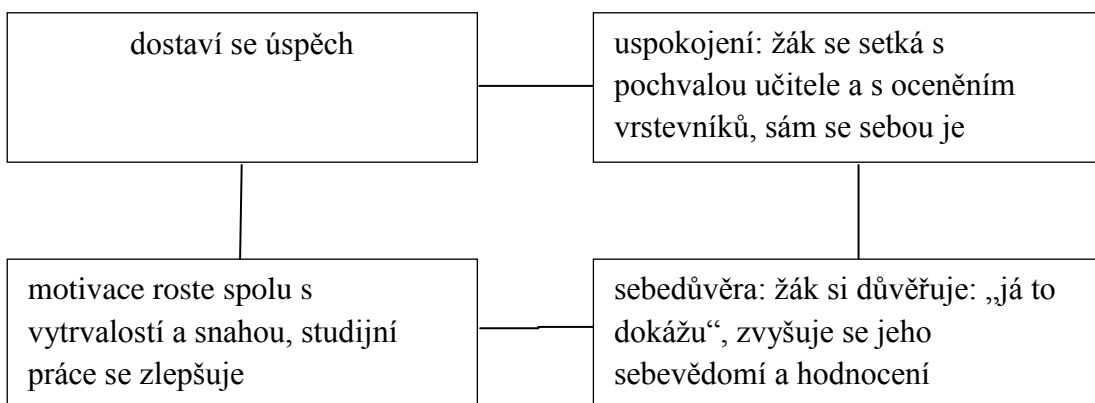 dostaví se úspěch
uspokojení: žák se setká s
pochvalou učitele a s oceněním
vrstevníků, sám se sebou je
motivace roste spolu s
vytrvalostí a snahou, studijní
práce se zlepšuje
sebedůvěra: žák si důvěřuje: „já to
dokážu“, zvyšuje se jeho
sebevědomí a hodnocení